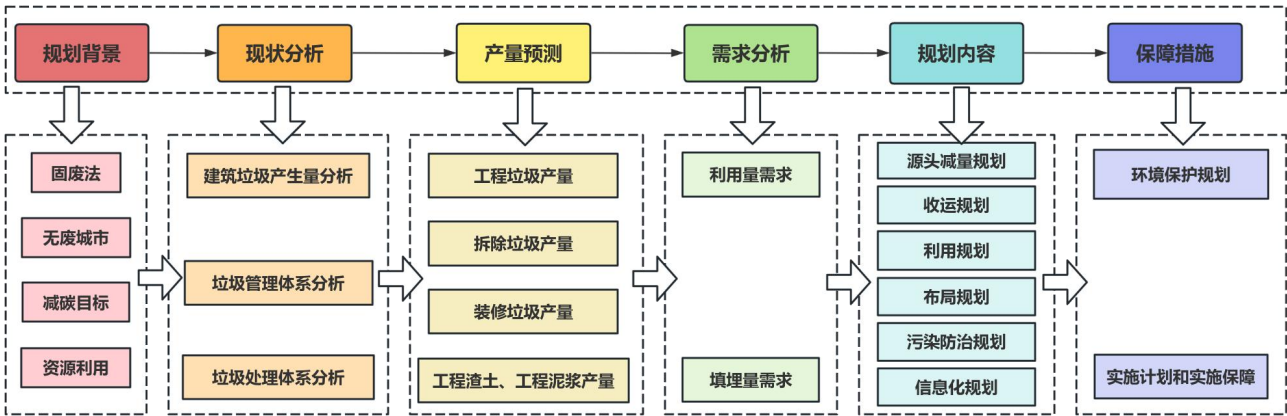 规划背景
现状分析
产量预测
需求分析
规划内容
保障措施
固废法
无废城市
减碳目标
资源利用
建筑垃圾产生量分析
垃圾管理体系分析
垃圾处理体系分析
工程垃圾产量
拆除垃圾产量
装修垃圾产量
工程渣土、工程泥浆产量
利用量需求
填埋量需求
源头减量规划
收运规划
利用规划
布局规划
污染防治规划
信息化规划
环境保护规划
实施计划和实施保障